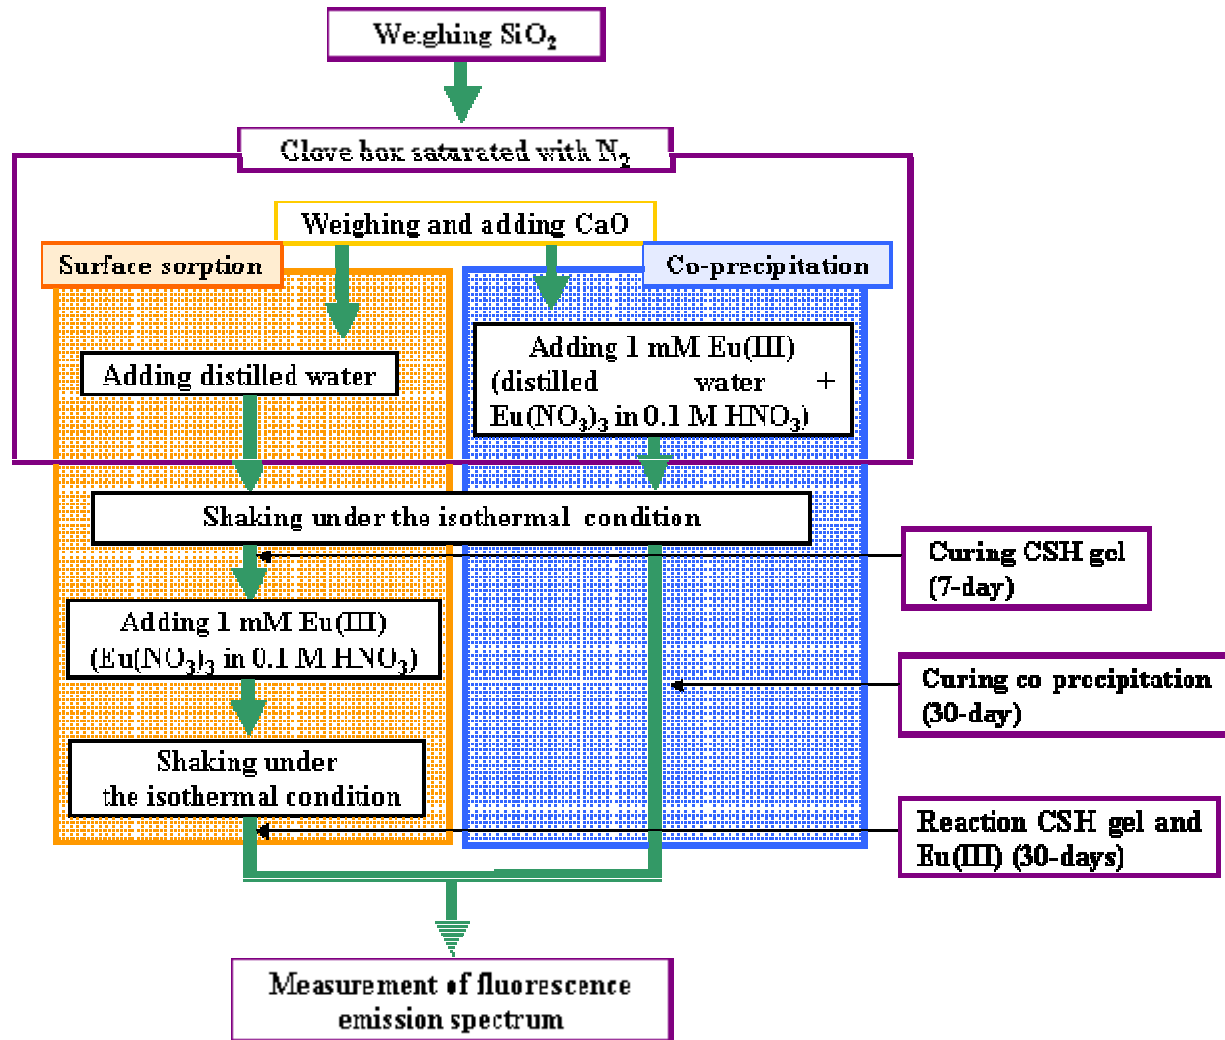 Weighing SiO₂
Glove box saturated with N₂
Weighing and adding CaO
Surface sorption
Co-precipitation
Adding distilled water
Adding 1 mM Eu(III)
(distilled water +
Eu(NO₃)₃ in 0.1 M HNO₃)
Shaking under the isothermal condition
Curing CSH gel
(7-day)
Adding 1 mM Eu(III)
(Eu(NO₃)₃ in 0.1 M HNO₃)
Curing co precipitation
(30-day)
Shaking under
the isothermal condition
Reaction CSH gel and
Eu(III) (30-days)
Measurement of fluorescence
emission spectrum